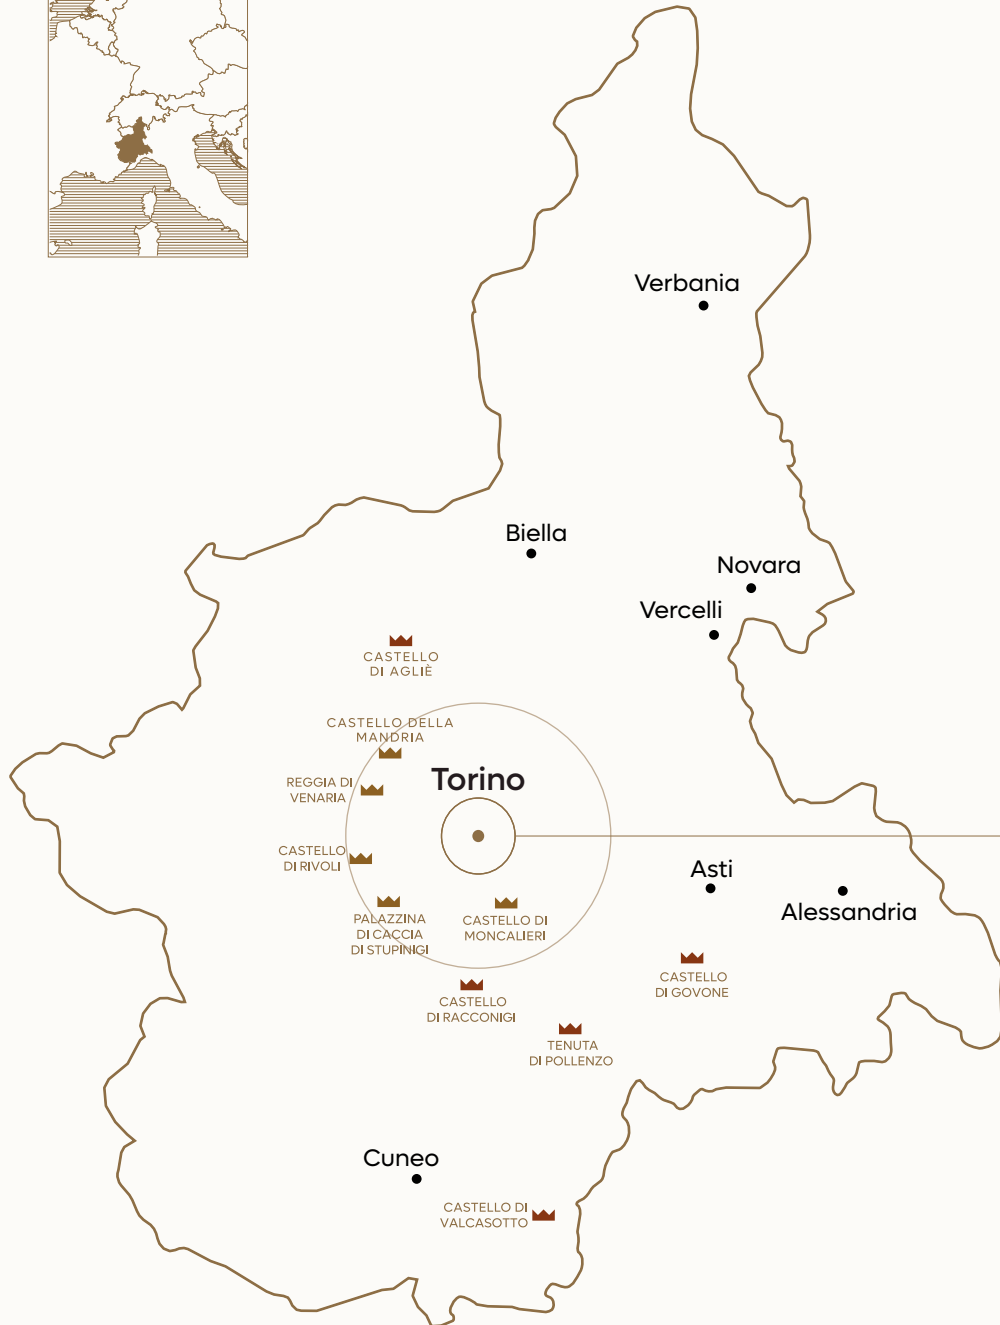 Verbania
Biella
Novara
Vercelli
CASTELLO
DI AGLIÈ
CASTELLO DELLA
MANDRIA
Torino
REGGIA DI
VENARIA
CASTELLO
DI RIVOLI
Asti
Alessandria
PALAZZINA
DI CACCIA
DI STUPINIGI
CASTELLO DI
MONCALIERI
CASTELLO
DI GOVONE
CASTELLO
DI RACCONIGI
TENUTA
DI POLLENZO
Cuneo
CASTELLO DI
VALCASOTTO